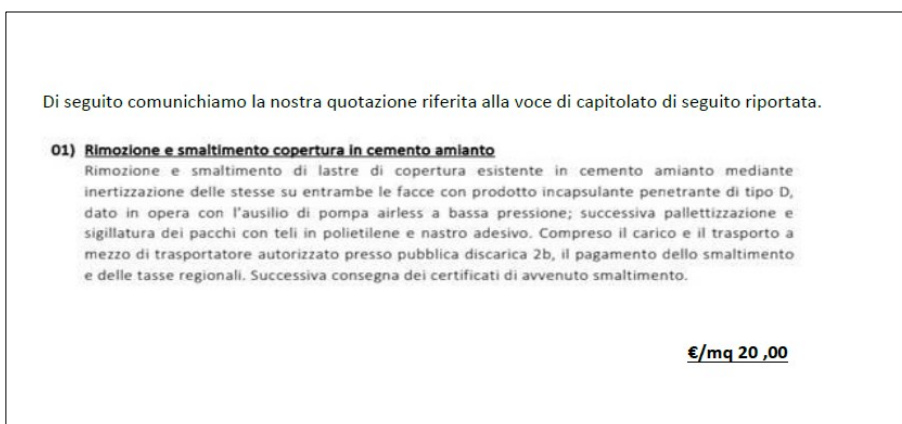 Di seguito comunichiamo la nostra quotazione riferita alla voce di capitolato di seguito riportata.
01) Rimozione e smaltimento copertura in cemento amianto
Rimozione e smaltimento di lastre di copertura esistente in cemento amianto mediante
inertizzazione delle stesse su entrambe le facce con prodotto incapsulante penetrante di tipo D,
dato in opera con l'ausilio di pompa airless a bassa pressione; successiva pallettizzazione e
sigillatura dei pacchi con teli in polietilene e nastro adesivo. Compreso il carico e il trasporto a
mezzo di trasportatore autorizzato presso pubblica discarica 2b, il pagamento dello smaltimento
e delle tasse regionali. Successiva consegna dei certificati di avvenuto smaltimento.
€/mq 20 ,00